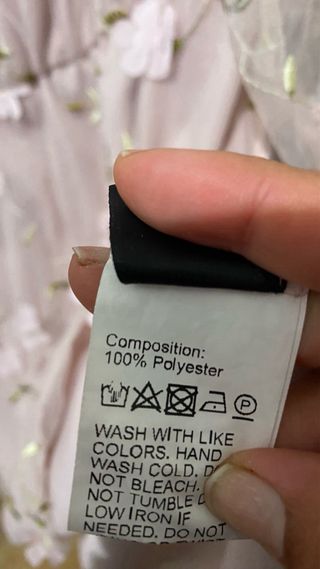 Composition:
100% Polyester
WASH WITH LIKE
COLORS. HAND
WASH COLD. DO
NOT BLEACH.
NOT TUMBLE D
LOW IRON IF
NEEDED. DO NOT